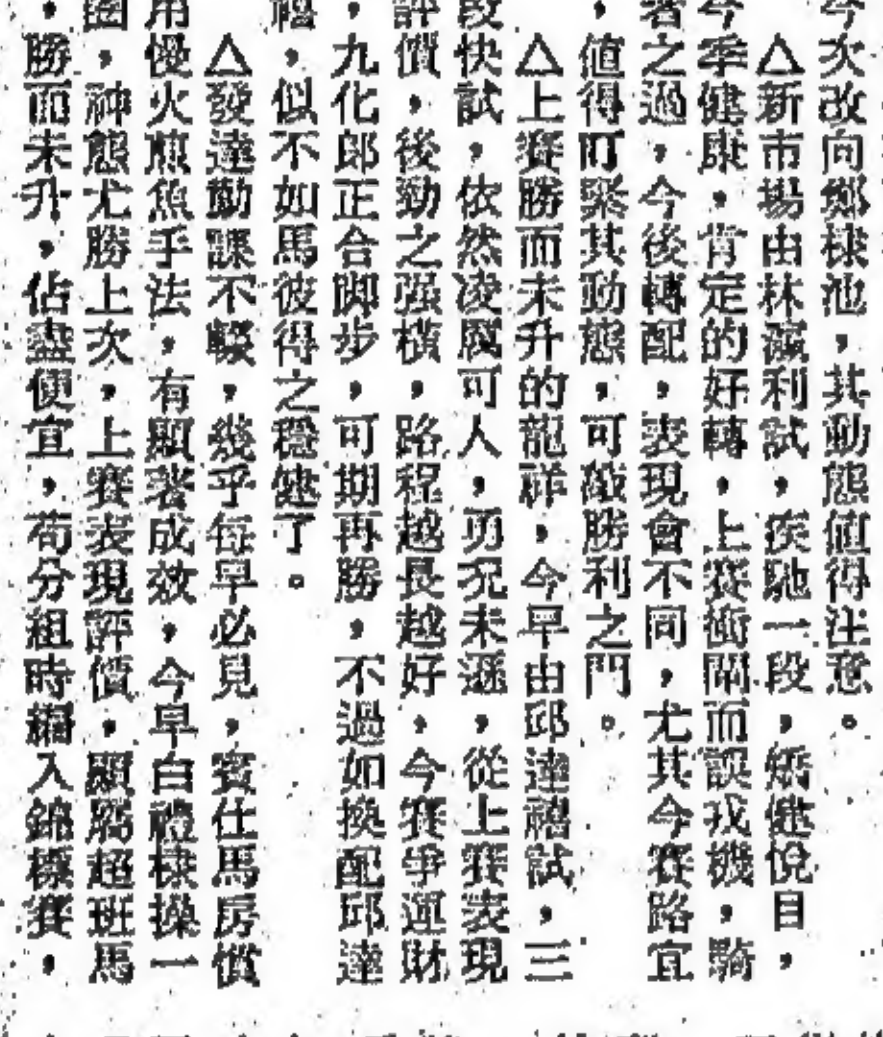 今次改向鄭棣池，其動態值得注意。
△新市場由林瀛利試，疾馳一段，矯健悅目，
今季健康，肯定的好轉，上賽衝閘而誤戎機，騎
者之過，今後轉配，表現會不同，尤其今賽路宜
，值得叮緊其動態，可敲勝利之門。
△上賽勝而未升的龍祥，今早由邱達禧試，三
段快試，依然凌厲可人，勇況未遜，從上賽表現
評價，後勁之强橫，路程越長越好，今賽爭運財
，九化郎正合脚步，可期再勝，不過如換配邱達
禧，似不如馬彼得之穩健了。
△發達勤課不輟，幾乎每早必見，賓仕馬房慣
用慢火煎魚手法，有顯著成效，今早白禮棣操一
圈，神態尤勝上次，上賽表現評價，顯屬超班馬
，勝而未升，佔盡便宜，苟分組時編入錦標賽，